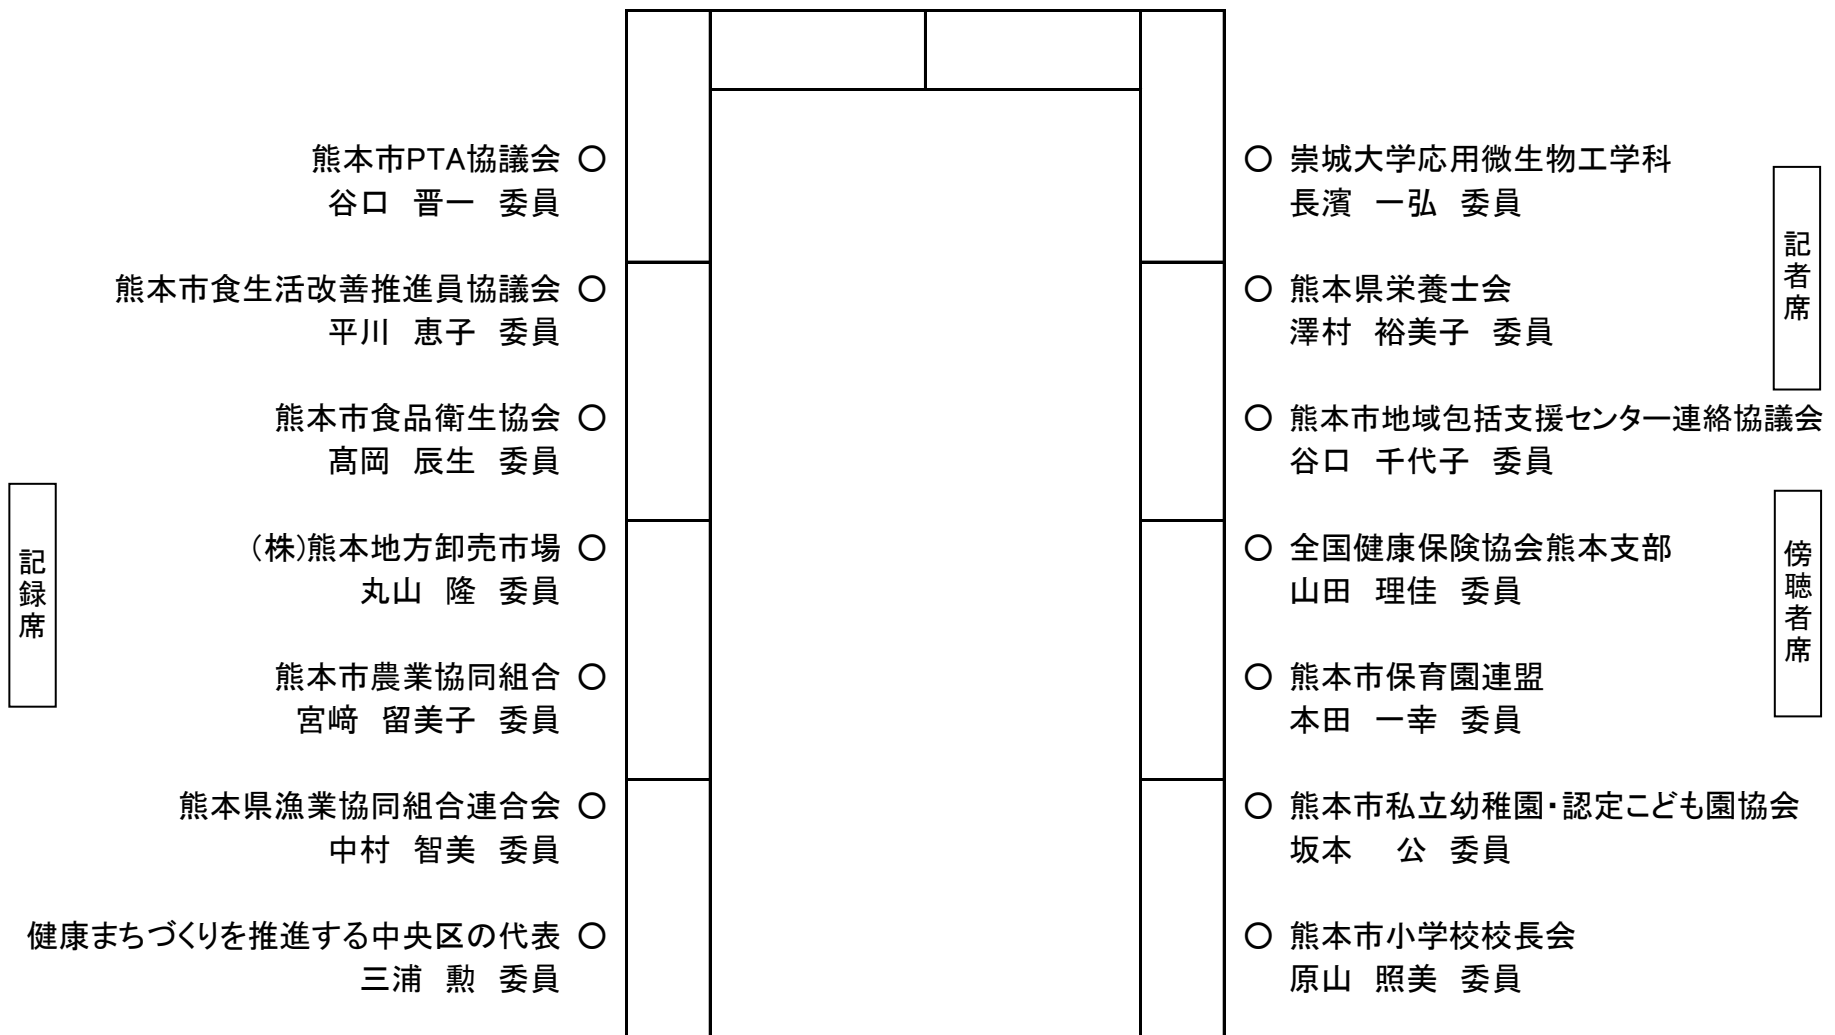 熊本市PTA協議会 ○
谷口 晋一 委員
熊本市食生活改善推進員協議会 ○
平川 恵子 委員
熊本市食品衛生協会 ○
髙岡 辰生 委員
(株)熊本地方卸売市場 ○
丸山 隆 委員
熊本市農業協同組合 ○
宮﨑 留美子 委員
熊本県漁業協同組合連合会 ○
中村 智美 委員
健康まちづくりを推進する中央区の代表 ○
三浦 勲 委員
記録席
○ 崇城大学応用微生物工学科
長濱 一弘 委員
○ 熊本県栄養士会
澤村 裕美子 委員
○ 熊本市地域包括支援センター連絡協議会
谷口 千代子 委員
○ 全国健康保険協会熊本支部
山田 理佳 委員
○ 熊本市保育園連盟
本田 一幸 委員
○ 熊本市私立幼稚園・認定こども園協会
坂本 公 委員
○ 熊本市小学校校長会
原山 照美 委員
記者席
傍聴者席